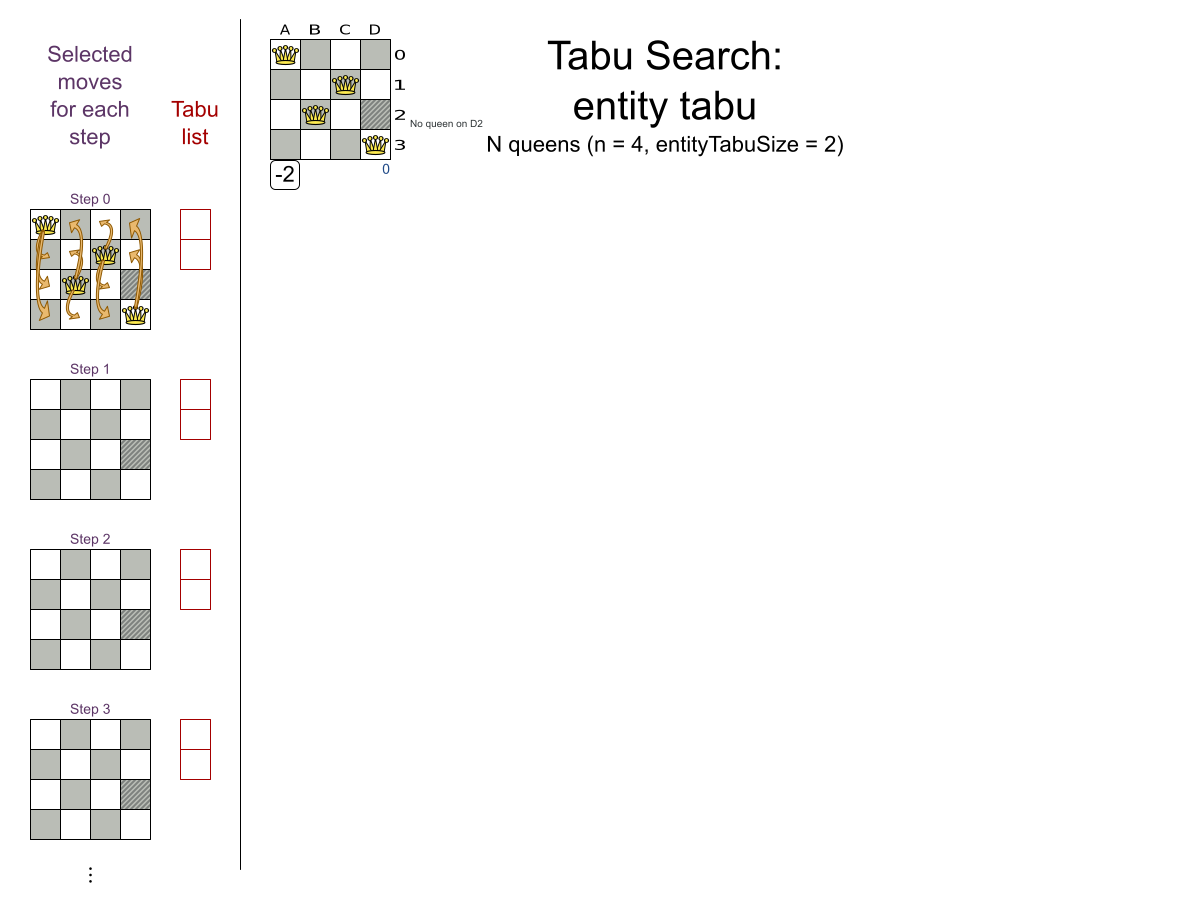 Selected
moves
for each
step
Tabu
list
A B C D
0
1
2
3
No queen on D2
-2
0
Tabu Search:
entity tabu
N queens (n = 4, entityTabuSize = 2)
Step 0
Step 1
Step 2
Step 3
...